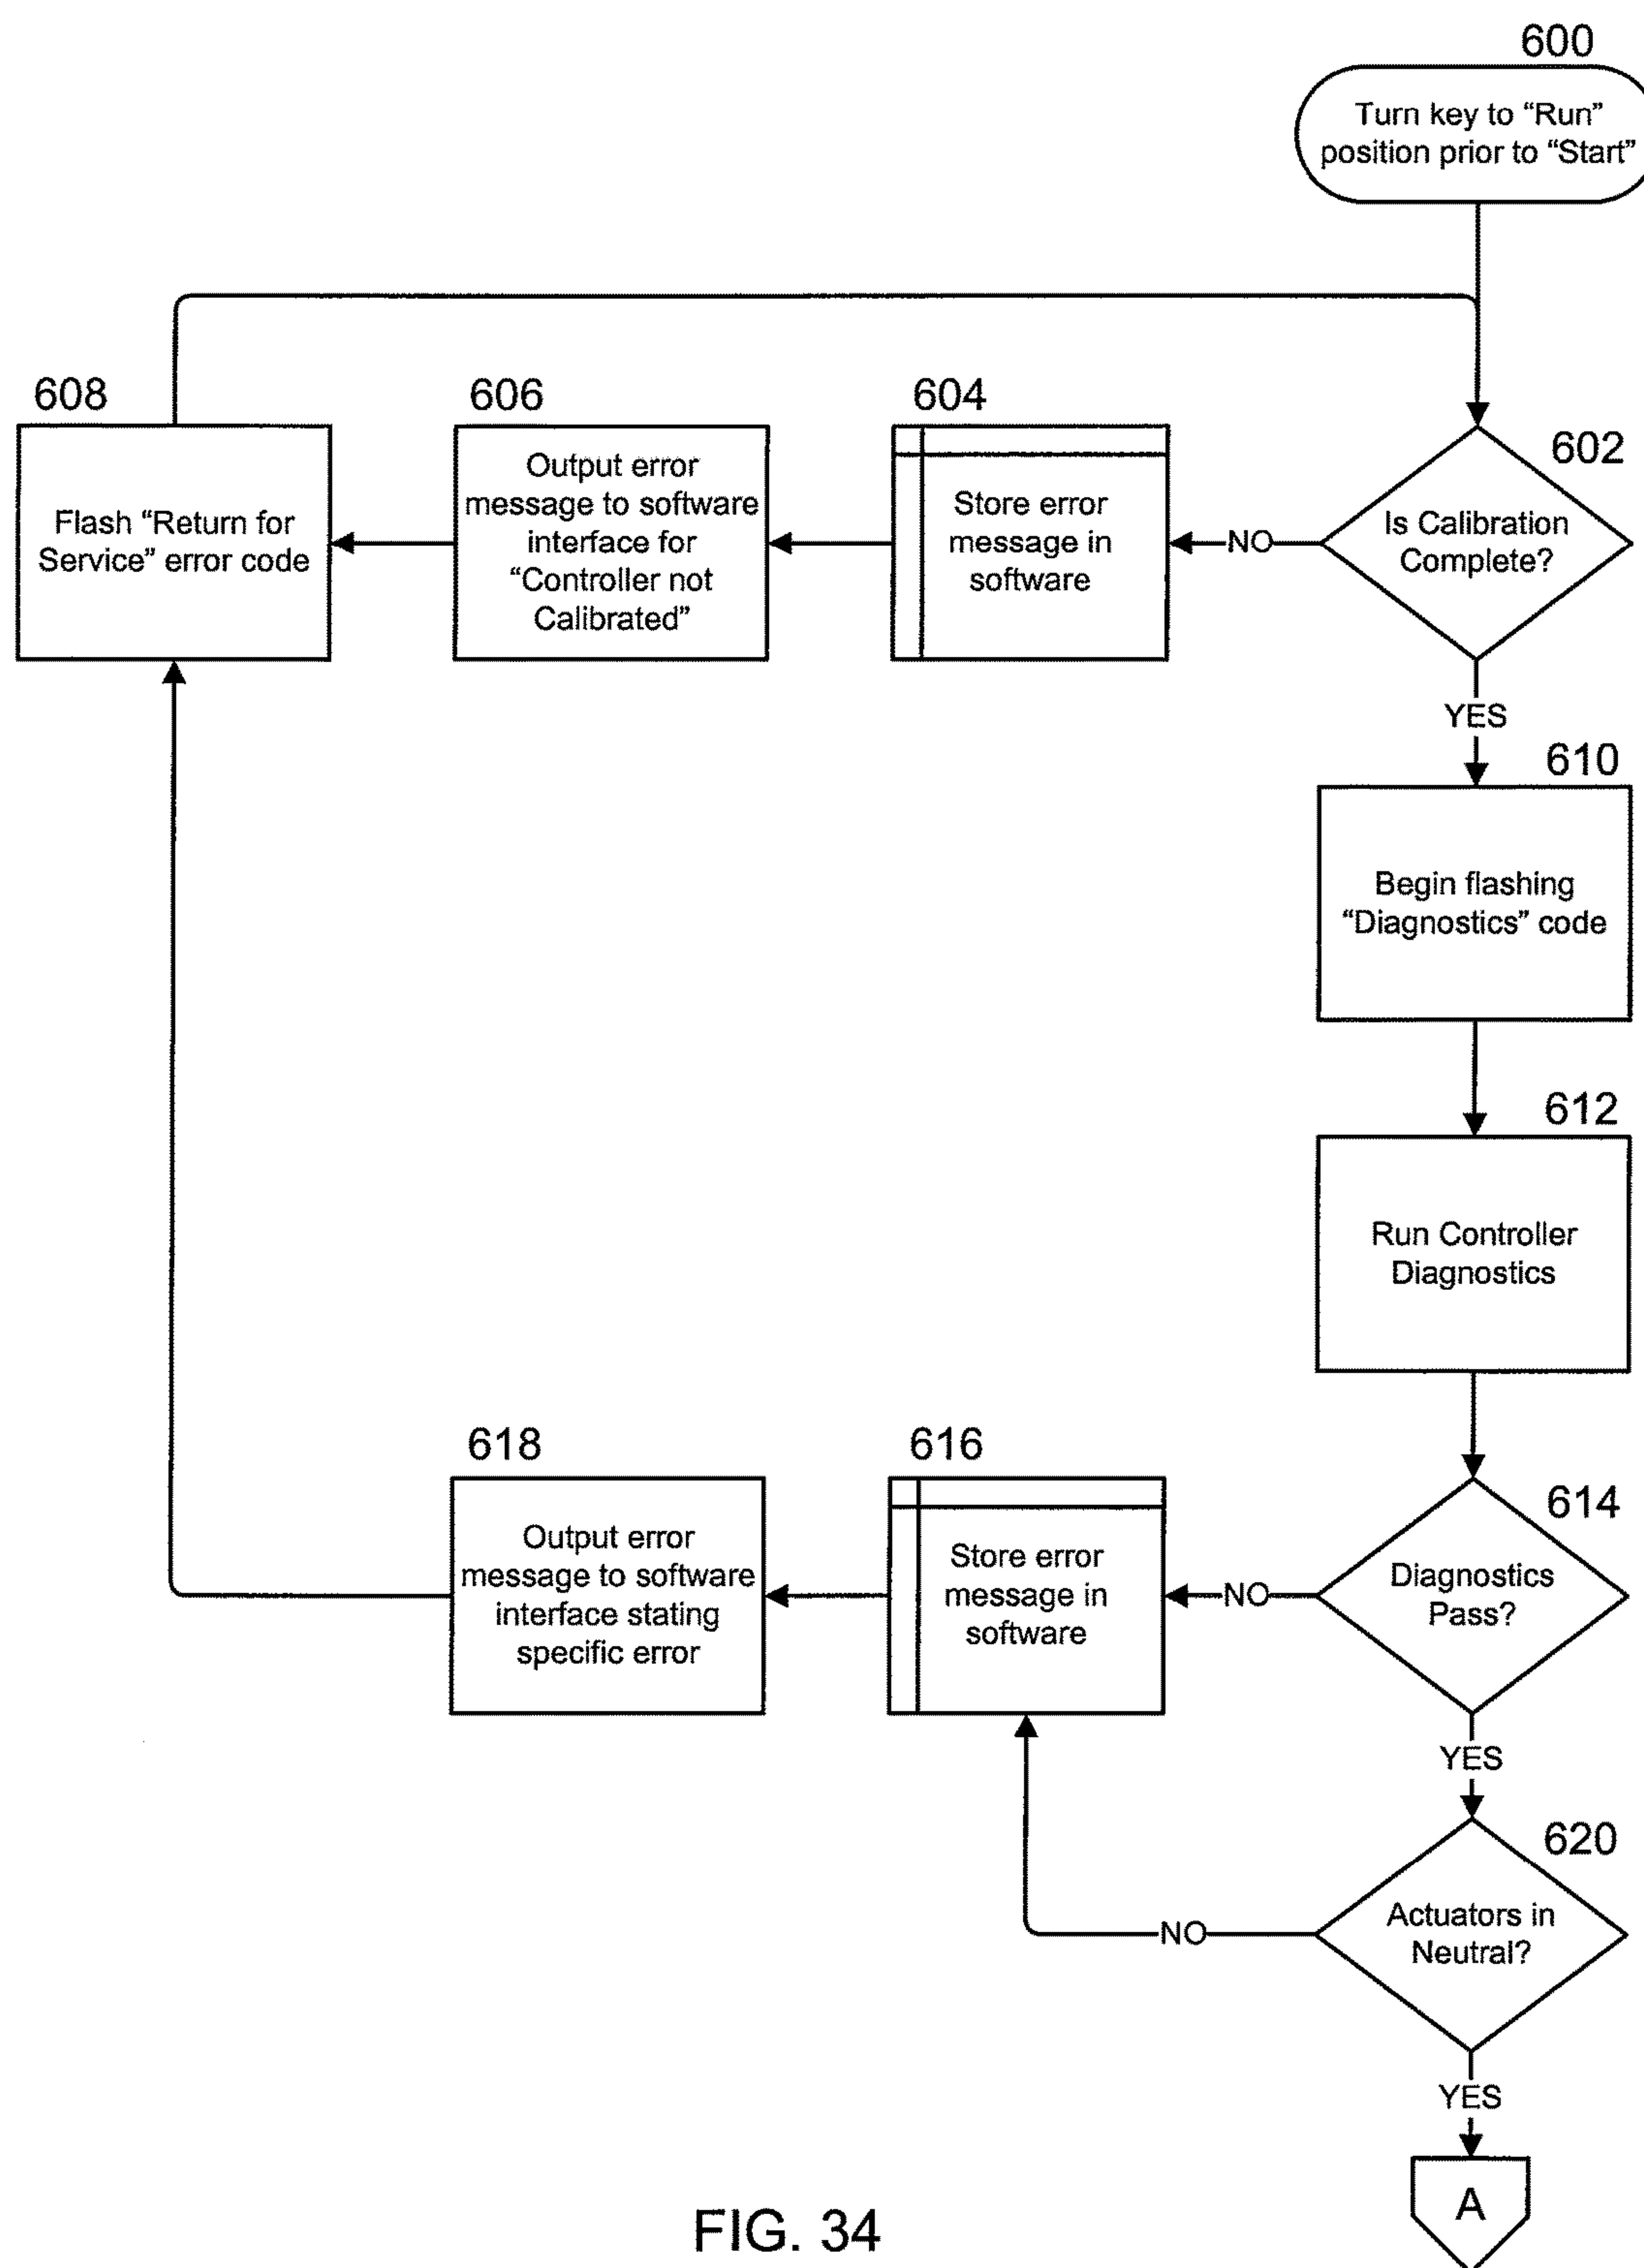 600
Turn key to “Run”
position prior to “Start”
608
606
604
602
Flash “Return for
Service” error code
Output error
message to software
interface for
“Controller not
Calibrated”
Store error
message in
software
NO
Is Calibration
Complete?
YES
610
Begin flashing
“Diagnostics” code
612
Run Controller
Diagnostics
618
616
614
Output error
message to software
interface stating
specific error
Store error
message in
software
NO
Diagnostics
Pass?
YES
620
NO
Actuators in
Neutral?
YES
A
FIG. 34